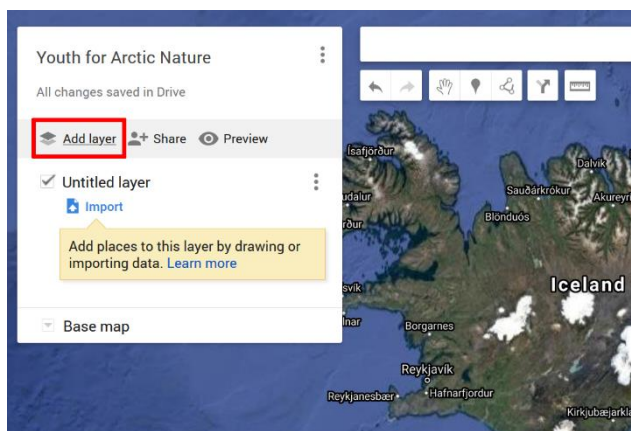 Youth for Arctic Nature
All changes saved in Drive
Add layer Share Preview
Untitled layer
Import
Add places to this layer by drawing or
importing data. Learn more
Base map
Ísafjörður
Dalvík
Sauðárkrókur
Akureyri
Blönduós
Iceland
Borgarnes
Reykjavík
Reykjanesbær
Hafnarfjordur